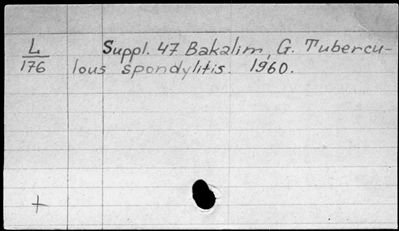 L Suppl. 47 Bakalim, G. Tubercu-
176 lous spondylitis. 1960.
+